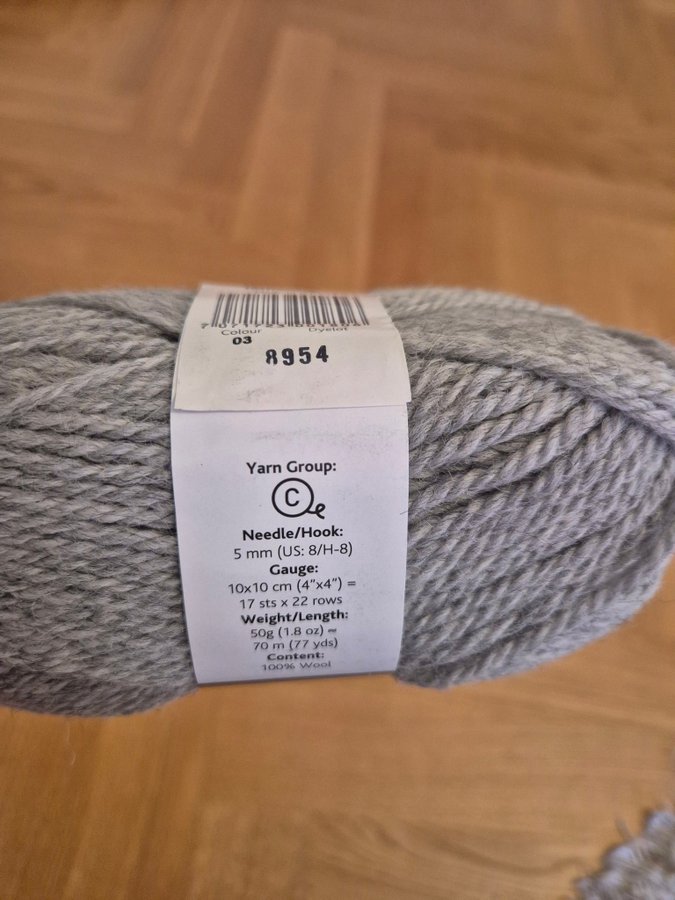 Colour Dyelot
03
8954
Yarn Group:
C
Needle/Hook:
5 mm (US: 8/H-8)
Gauge:
10x10 cm (4"x4") =
17 sts x 22 rows
Weight/Length:
50g (1.8 oz) ≈
70 m (77 yds)
Content:
100% Wool